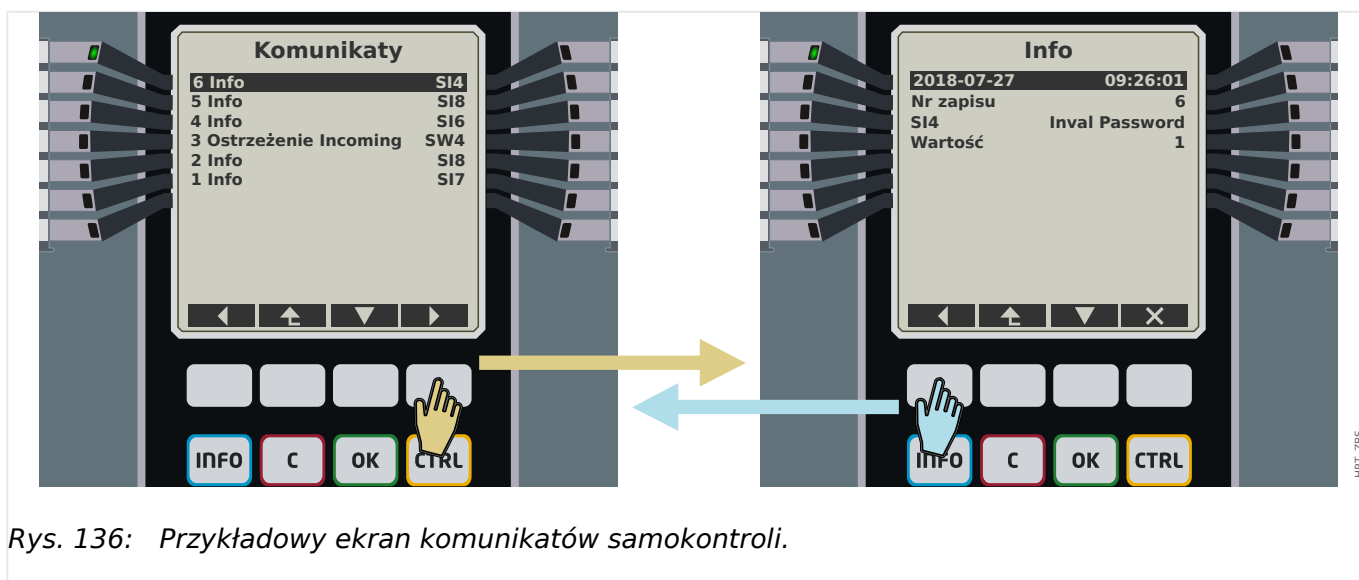 Komunikaty
6 Info SI4
5 Info SI8
4 Info SI6
3 Ostrzeżenie Incoming SW4
2 Info SI8
1 Info SI7
INFO C OK CTRL
Info
2018-07-27 09:26:01
Nr zapisu 6
SI4 Inval Password
Wartość 1
INFO C OK CTRL
Rys. 136: Przykładowy ekran komunikatów samokontroli.